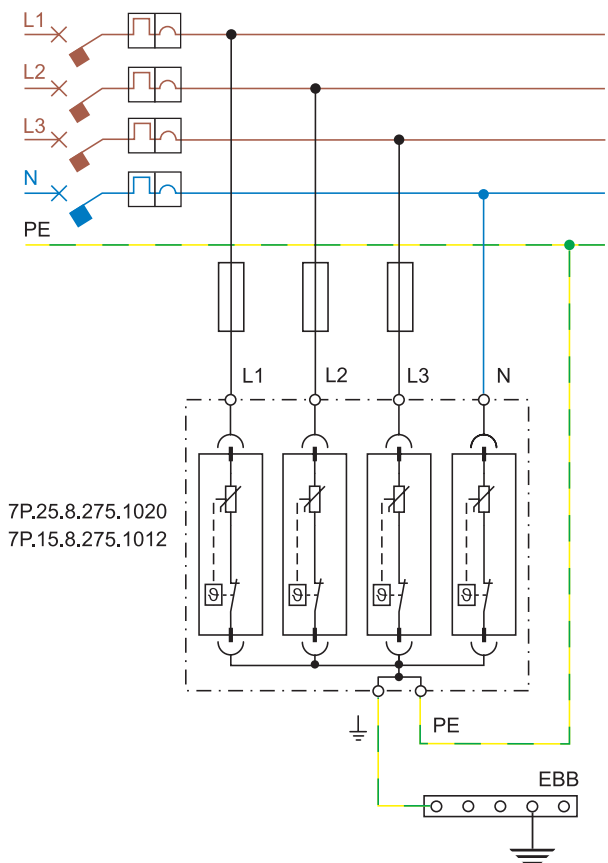 L1
L2
L3
N
PE
L1 L2 L3 N
7P.25.8.275.1020
7P.15.8.275.1012
ϑ ϑ ϑ ϑ
PE
EBB